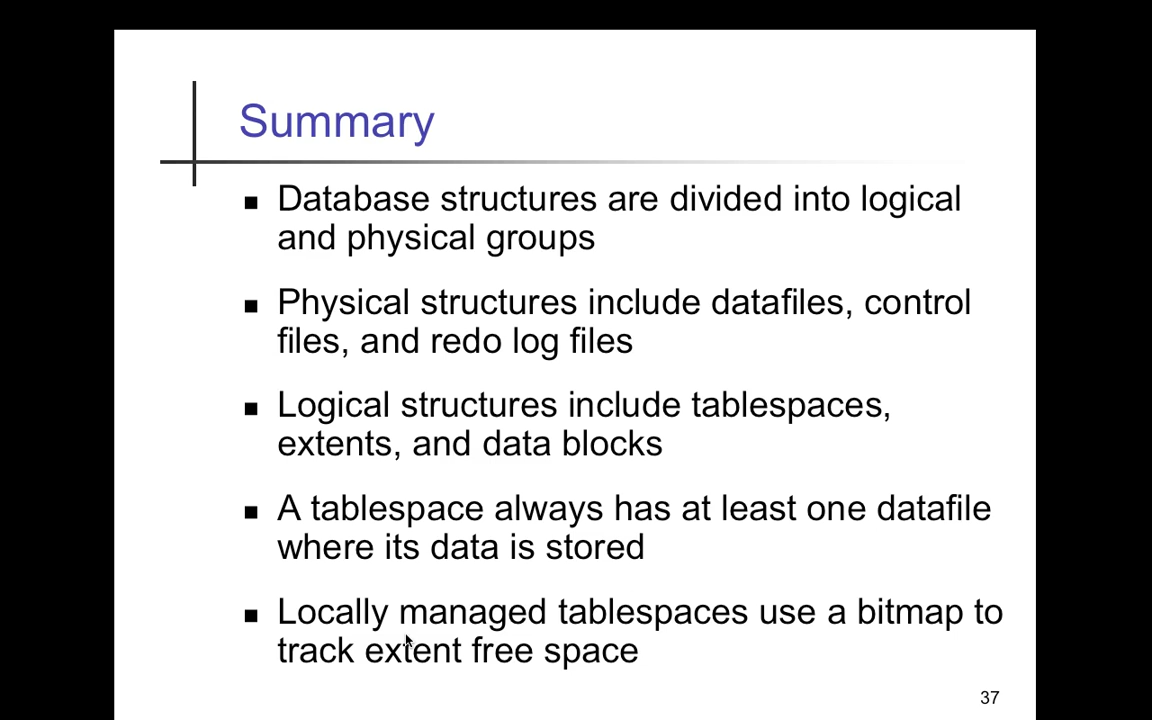 Summary
■ Database structures are divided into logical
and physical groups
■ Physical structures include datafiles, control
files, and redo log files
■ Logical structures include tablespaces,
extents, and data blocks
■ A tablespace always has at least one datafile
where its data is stored
■ Locally managed tablespaces use a bitmap to
track extent free space
37